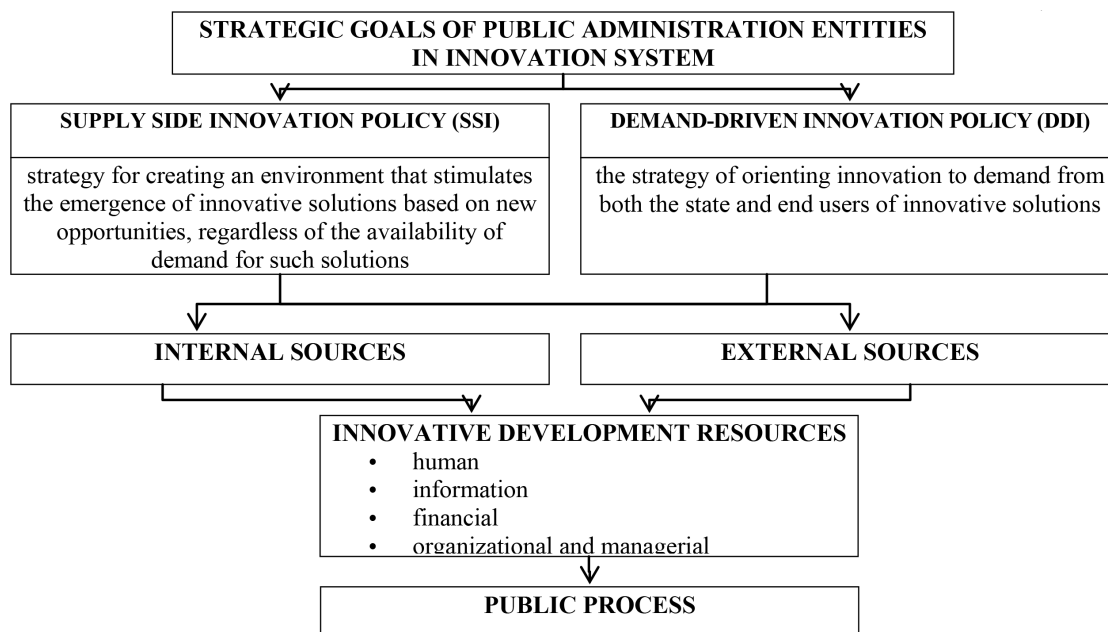 STRATEGIC GOALS OF PUBLIC ADMINISTRATION ENTITIES
IN INNOVATION SYSTEM
SUPPLY SIDE INNOVATION POLICY (SSI)
strategy for creating an environment that stimulates
the emergence of innovative solutions based on new
opportunities, regardless of the availability of
demand for such solutions
DEMAND-DRIVEN INNOVATION POLICY (DDI)
the strategy of orienting innovation to demand from
both the state and end users of innovative solutions
INTERNAL SOURCES
EXTERNAL SOURCES
INNOVATIVE DEVELOPMENT RESOURCES
• human
• information
• financial
• organizational and managerial
PUBLIC PROCESS